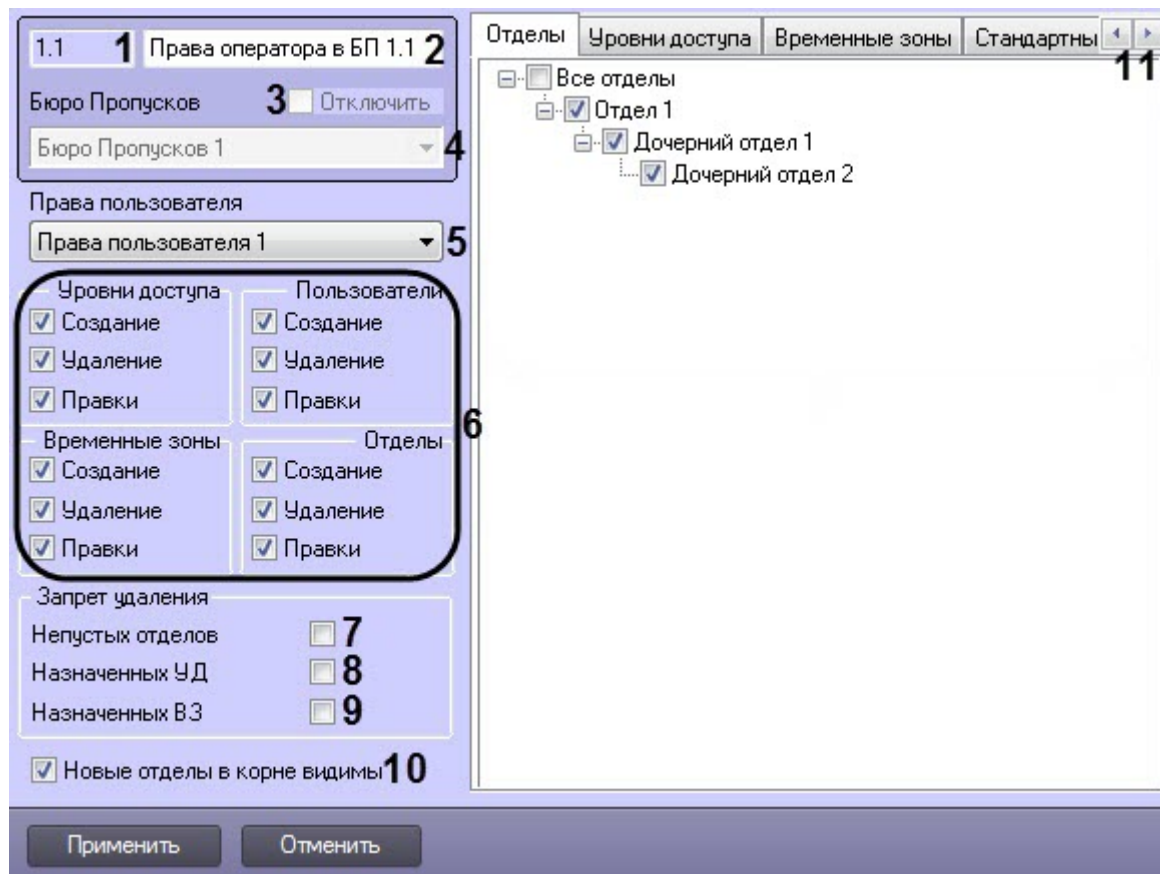 1.1 1 Права оператора в БП 1.1 2
Бюро Пропусков 3 Отключить
Бюро Пропусков 1 4
Права пользователя
Права пользователя 1 5
Уровни доступа Пользователи
Создание Создание
Удаление Удаление
Правки Правки
6
Временные зоны Отделы
Создание Создание
Удаление Удаление
Правки Правки
Запрет удаления
Непустых отделов 7
Назначенных УД 8
Назначенных ВЗ 9
Новые отделы в корне видимы 10
Отделы Уровни доступа Временные зоны Стандартны
11
Все отделы
Отдел 1
Дочерний отдел 1
Дочерний отдел 2
Применить Отменить